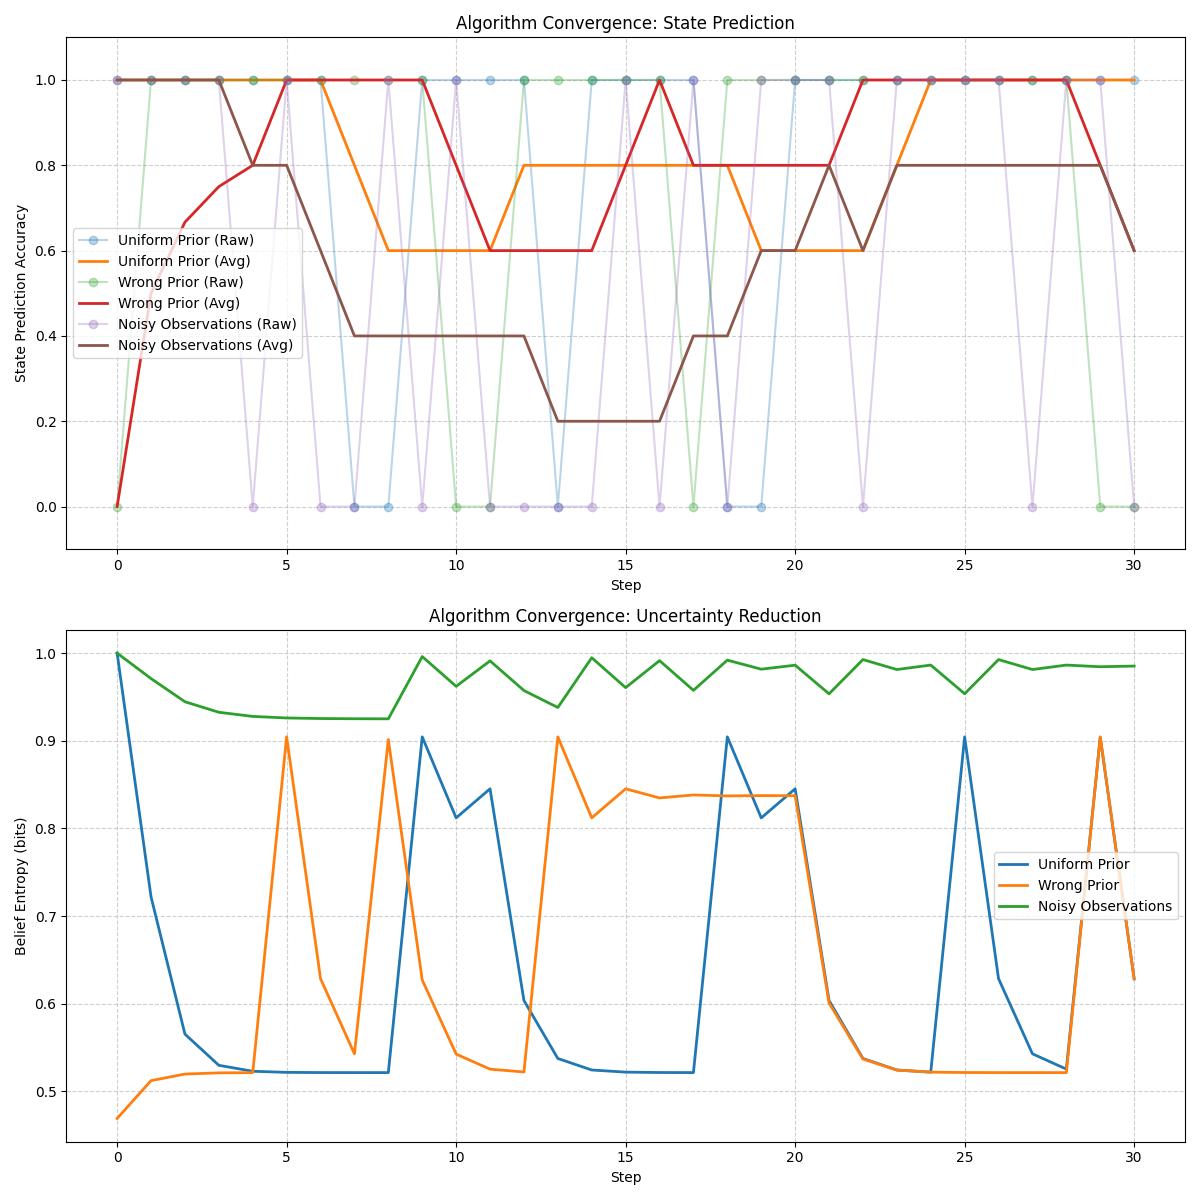 Algorithm Convergence: State Prediction
State Prediction Accuracy
1.0
0.8
0.6
0.4
0.2
0.0
Uniform Prior (Raw)
Uniform Prior (Avg)
Wrong Prior (Raw)
Wrong Prior (Avg)
Noisy Observations (Raw)
Noisy Observations (Avg)
0 5 10 15 20 25 30
Step
Algorithm Convergence: Uncertainty Reduction
Belief Entropy (bits)
1.0
0.9
0.8
0.7
0.6
0.5
Uniform Prior
Wrong Prior
Noisy Observations
0 5 10 15 20 25 30
Step